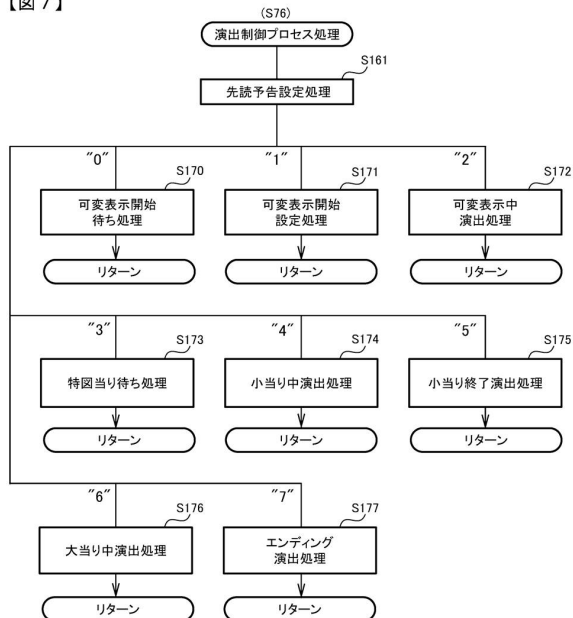 【図7】
(S76)
演出制御プロセス処理
S161
先読予告設定処理
"0"
"1"
"2"
S170
S171
S172
可変表示開始
待ち処理
可変表示開始
設定処理
可変表示中
演出処理
リターン
リターン
リターン
"3"
"4"
"5"
S173
S174
S175
特図当り待ち処理
小当り中演出処理
小当り終了演出処理
リターン
リターン
リターン
"6"
"7"
S176
S177
大当り中演出処理
エンディング
演出処理
リターン
リターン